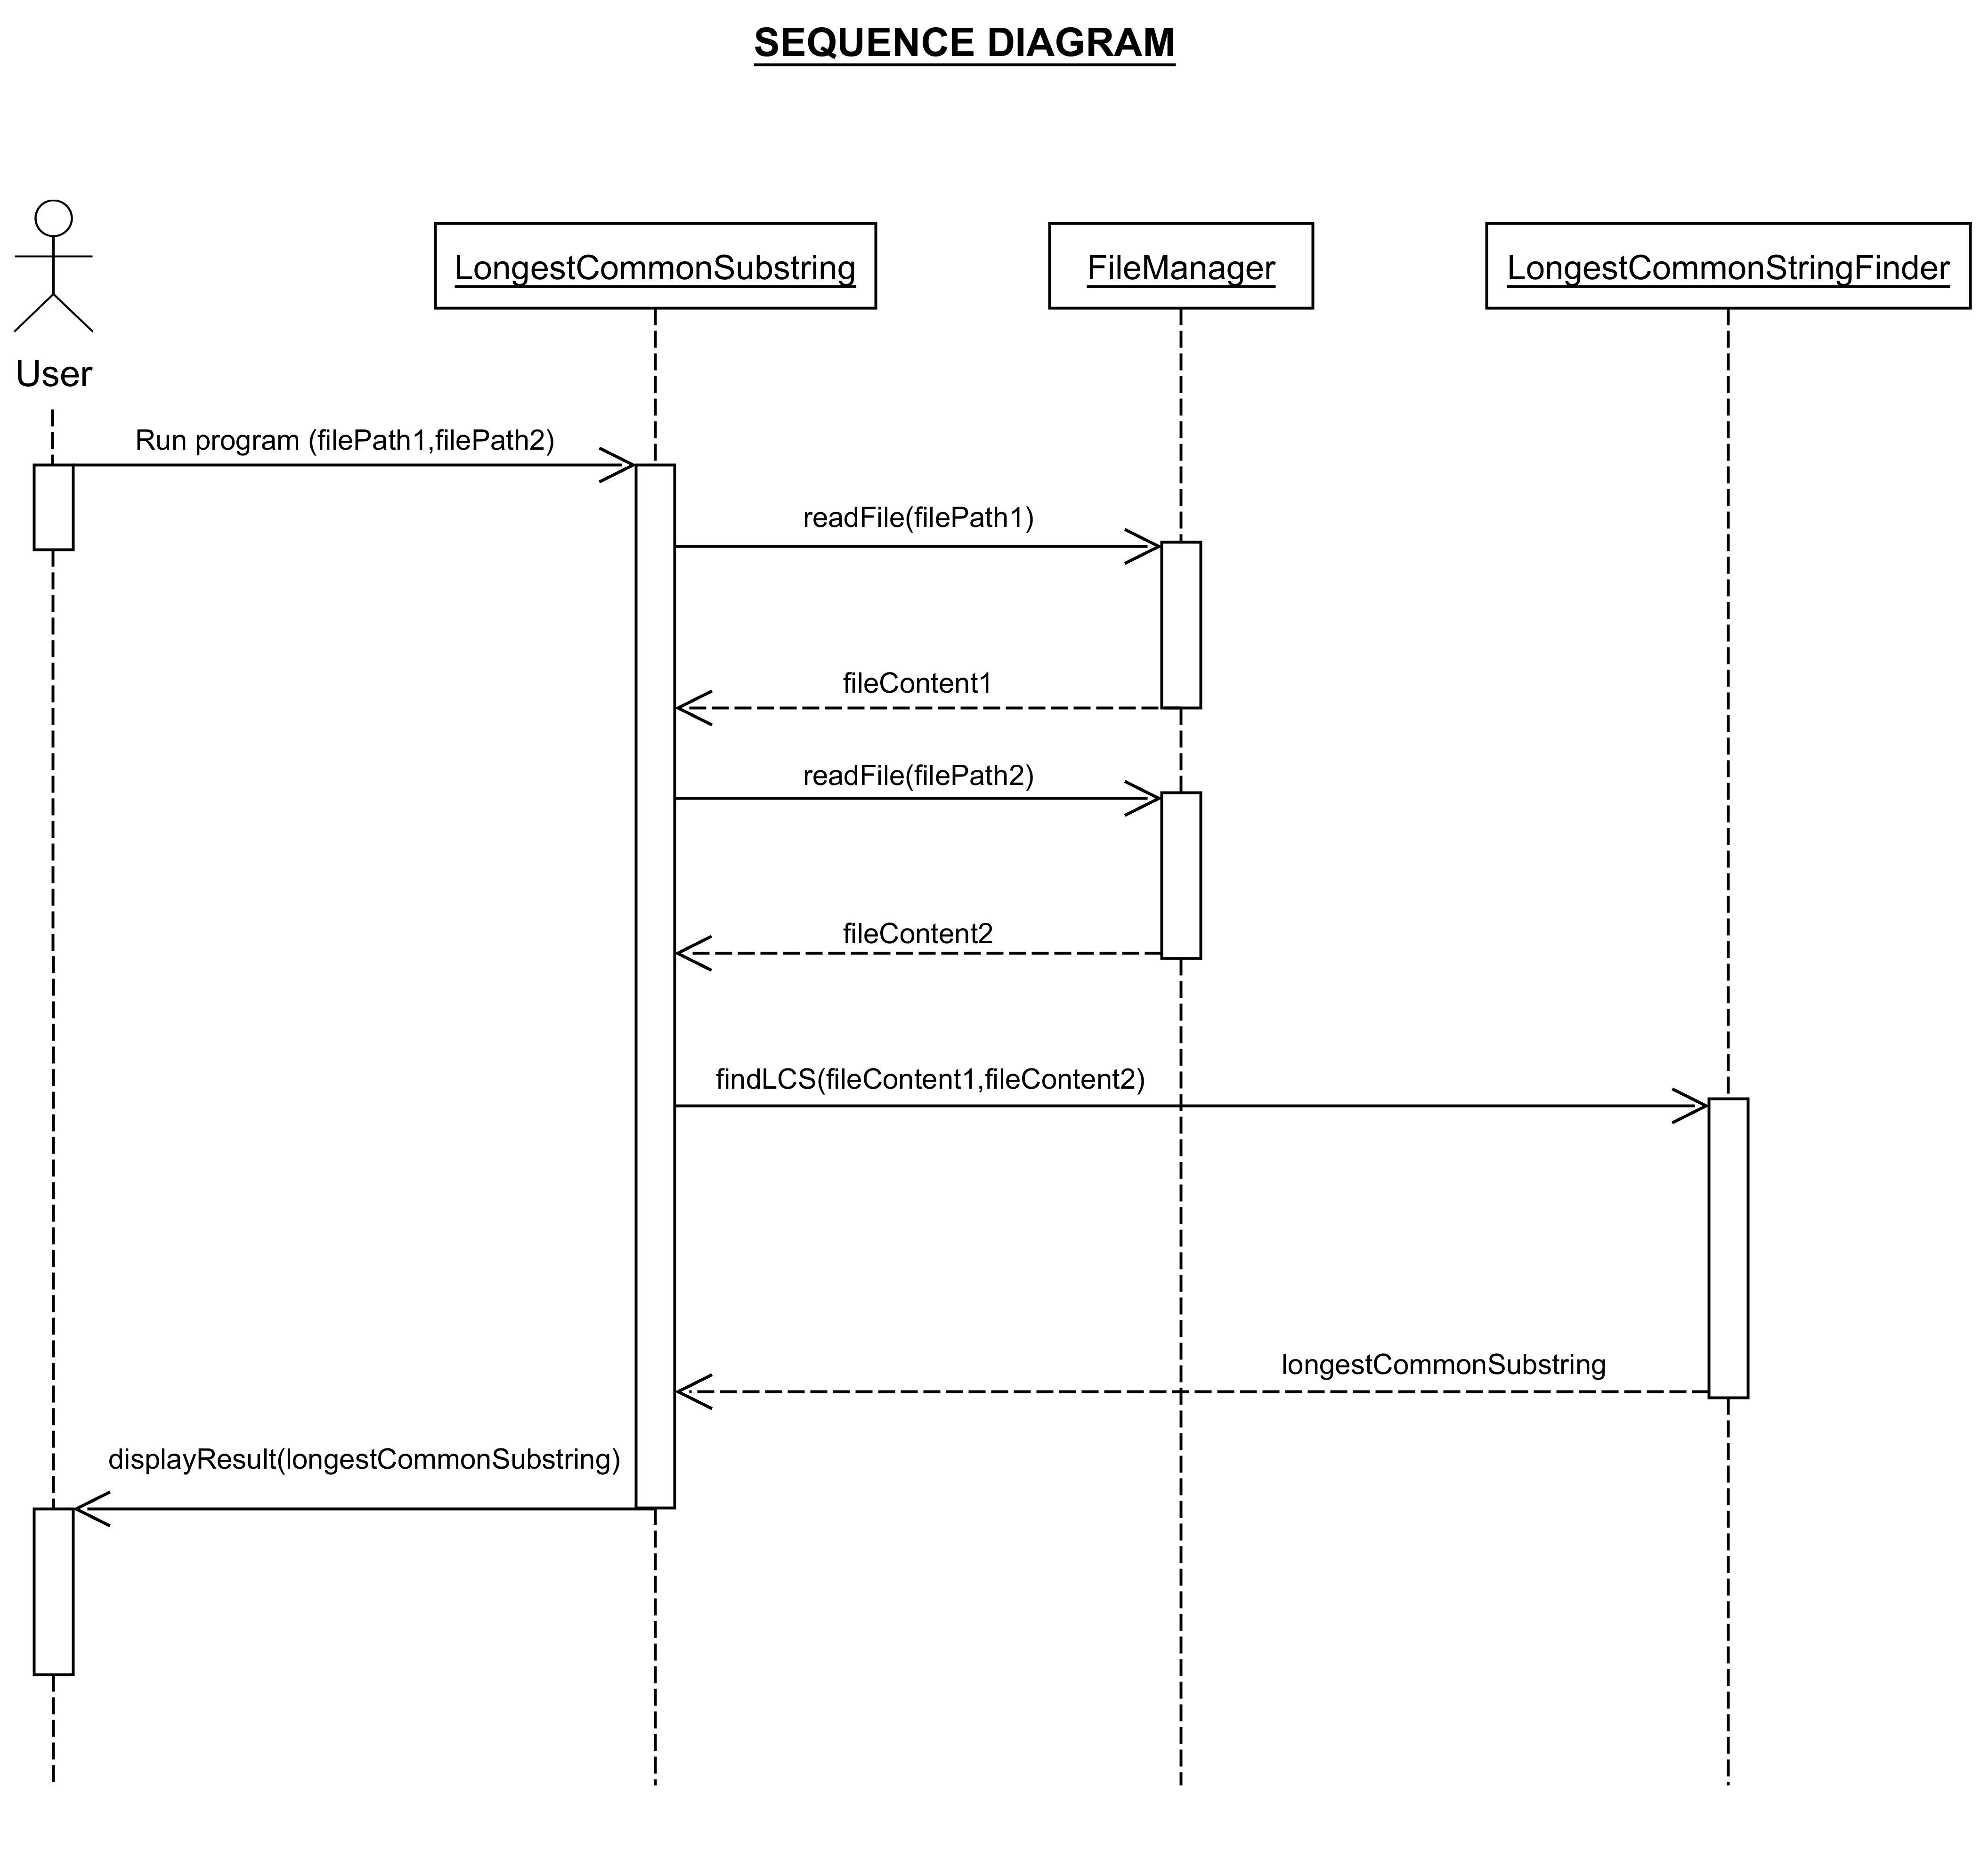 SEQUENCE DIAGRAM
LongestCommonSubstring
FileManager
LongestCommonStringFinder
User
Run program (filePath1,filePath2)
readFile(filePath1)
fileContent1
readFile(filePath2)
fileContent2
findLCS(fileContent1,fileContent2)
longestCommonSubstring
displayResult(longestCommonSubstring)